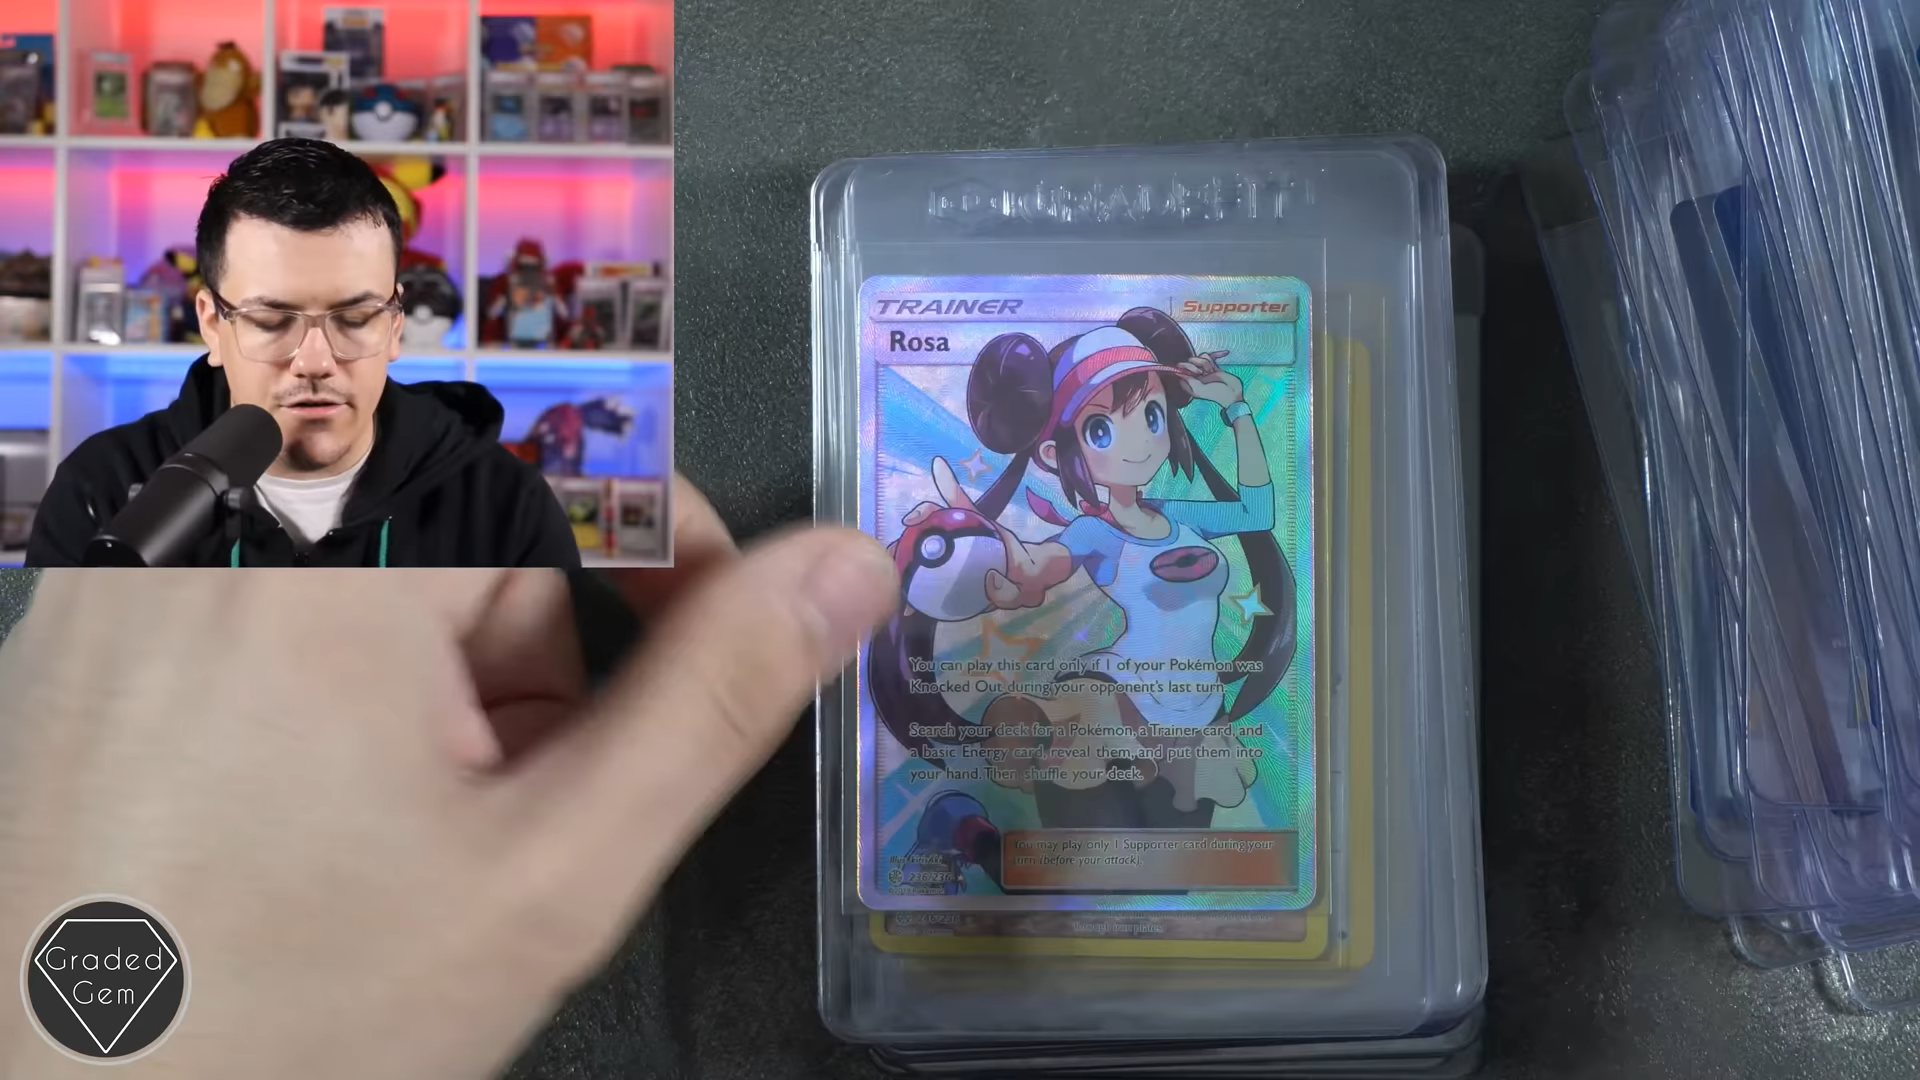 TRAINER
Supporter
Rosa
You can play this card only if 1 of your Pokémon was
Knocked Out during your opponent's last turn.
Search your deck for a Pokémon, a Trainer card, and
a basic Energy card, reveal them, and put them into
your hand. Then, shuffle your deck.
You may play only 1 Supporter card during your
turn (before your attack).
236/236
Graded
Gem